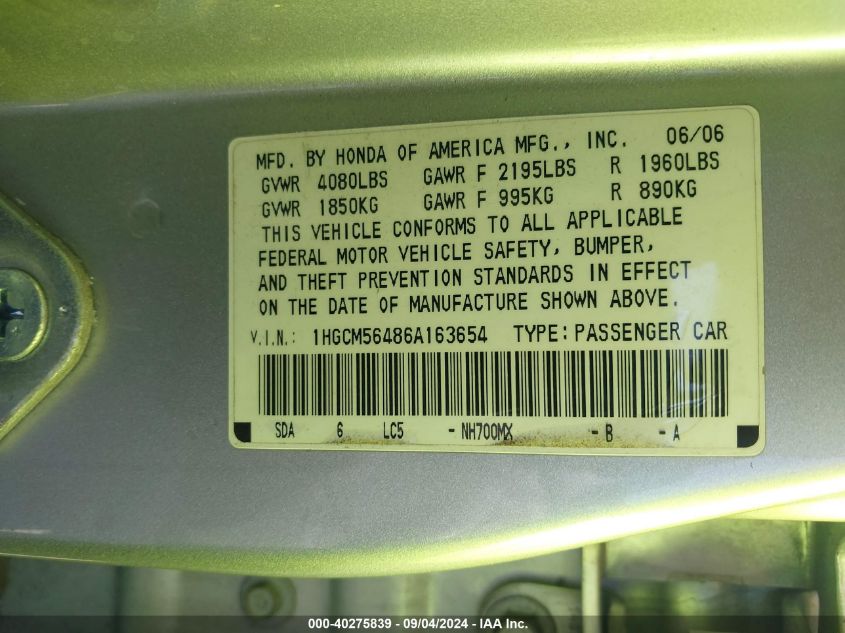 MFD. BY HONDA OF AMERICA MFG., INC. 06/06
GVWR 4080LBS GAWR F 2195LBS R 1960LBS
GVWR 1850KG GAWR F 995KG R 890KG
THIS VEHICLE CONFORMS TO ALL APPLICABLE
FEDERAL MOTOR VEHICLE SAFETY, BUMPER,
AND THEFT PREVENTION STANDARDS IN EFFECT
ON THE DATE OF MANUFACTURE SHOWN ABOVE.
V.I.N.: 1HGCM56486A163654 TYPE: PASSENGER CAR
SDA 6 LC5 - NH700MX - B - A
000-40275839 - 09/04/2024 - IAA Inc.